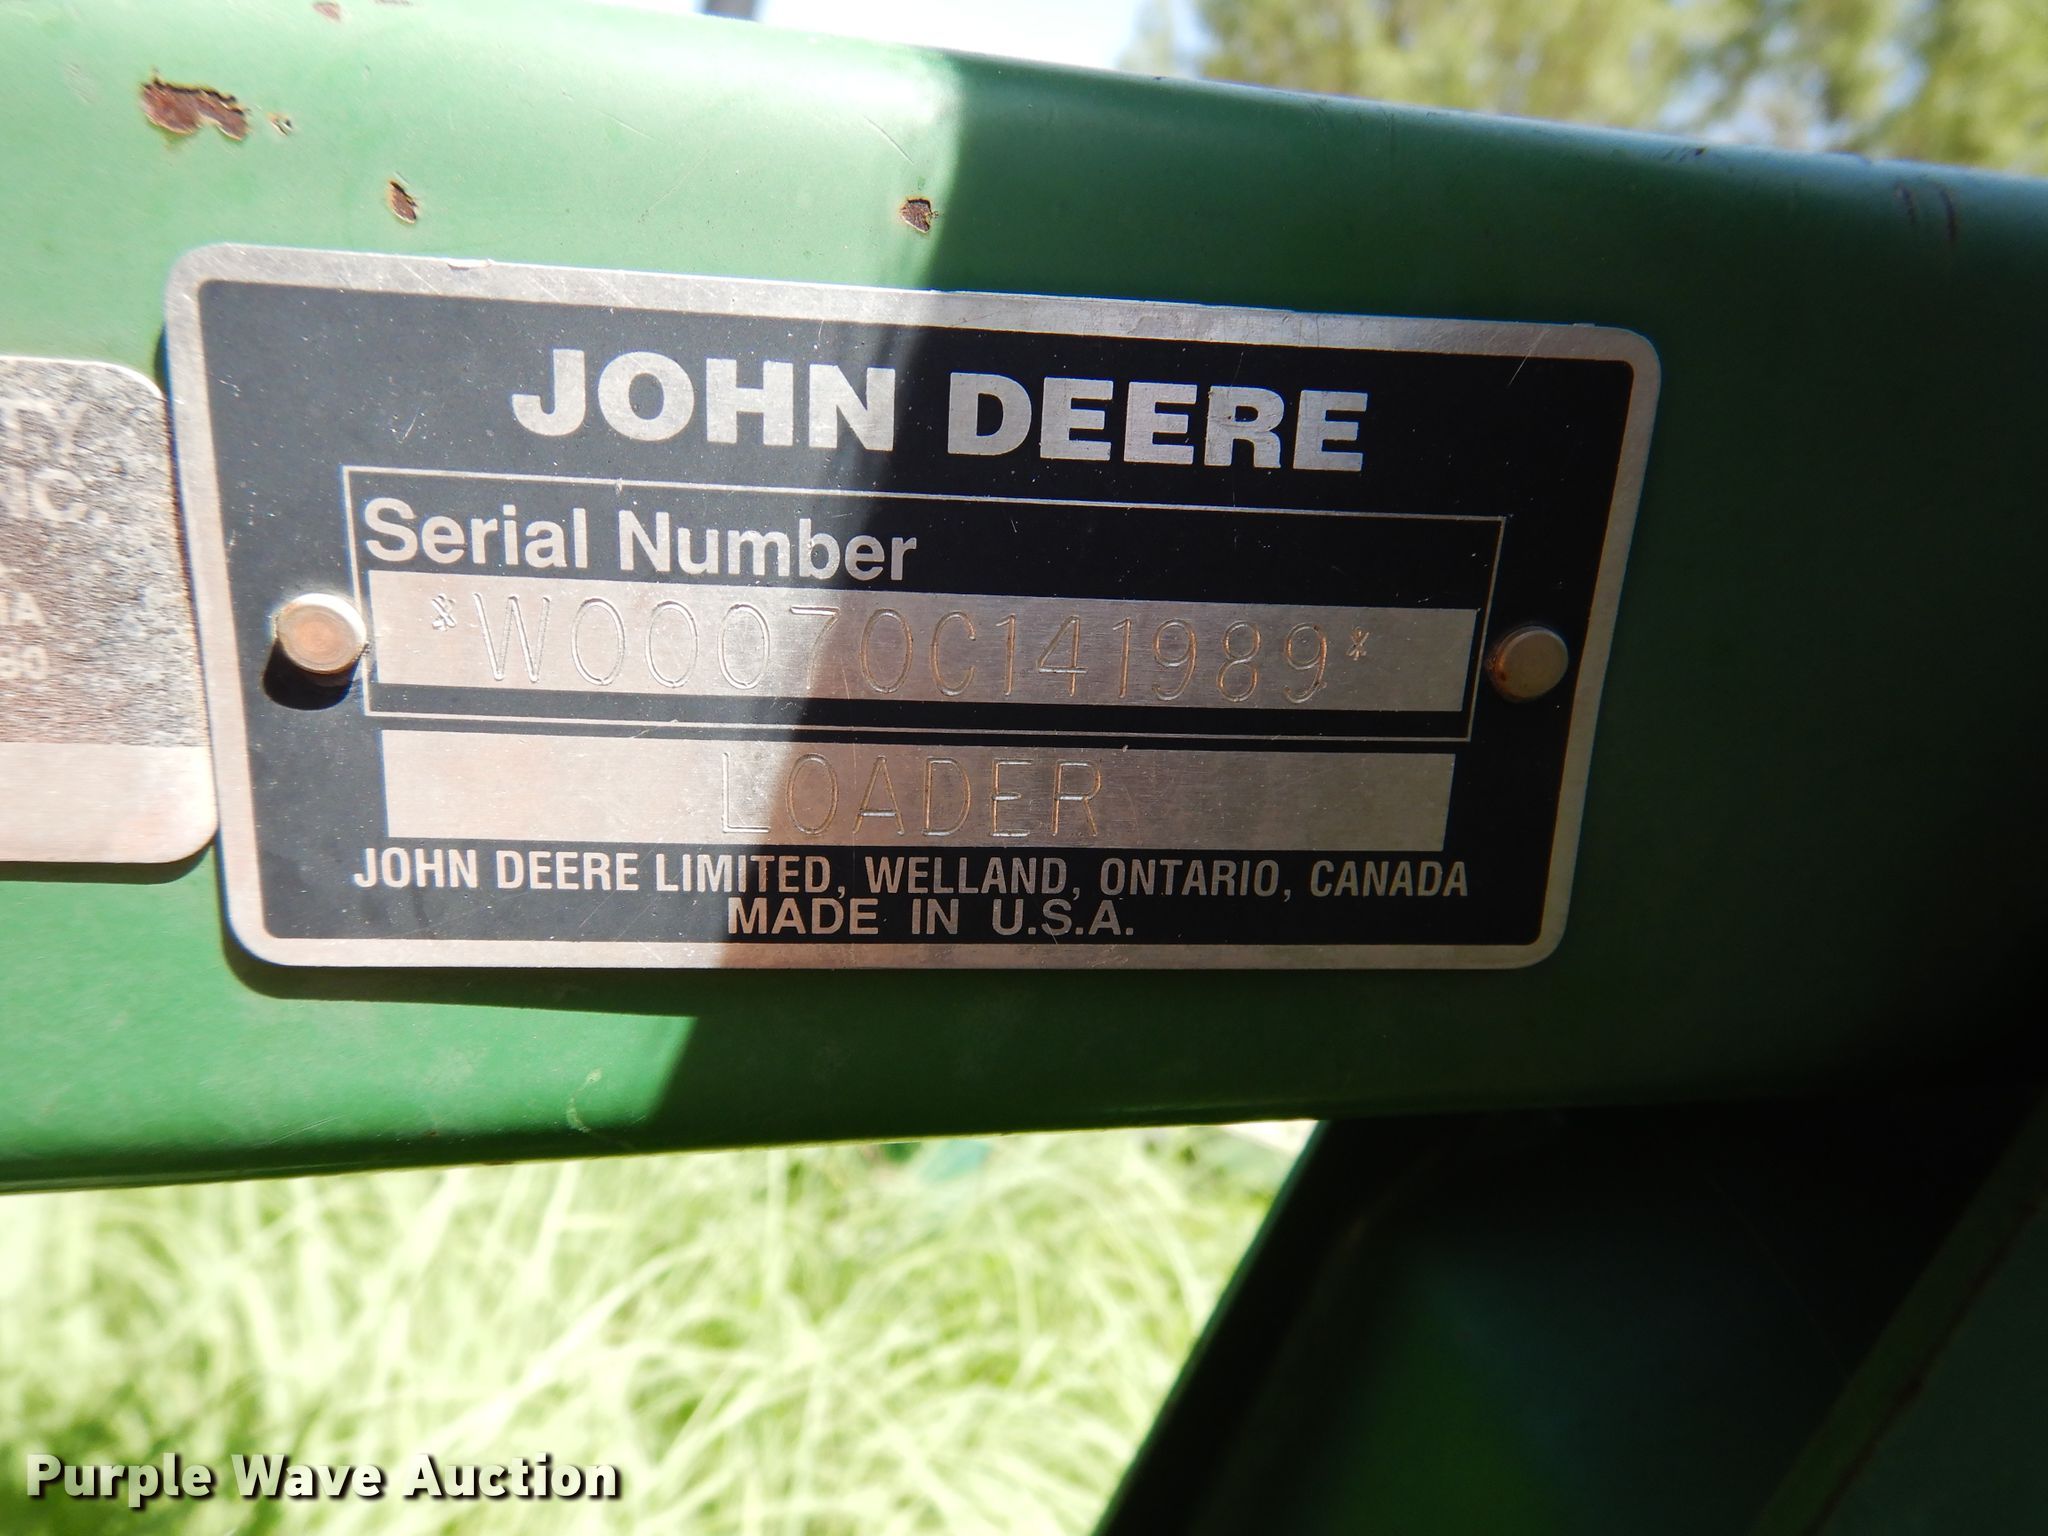 JOHN DEERE
Serial Number
*W00070C141989*
LOADER
JOHN DEERE LIMITED, WELLAND, ONTARIO, CANADA
MADE IN U.S.A.
Purple Wave Auction